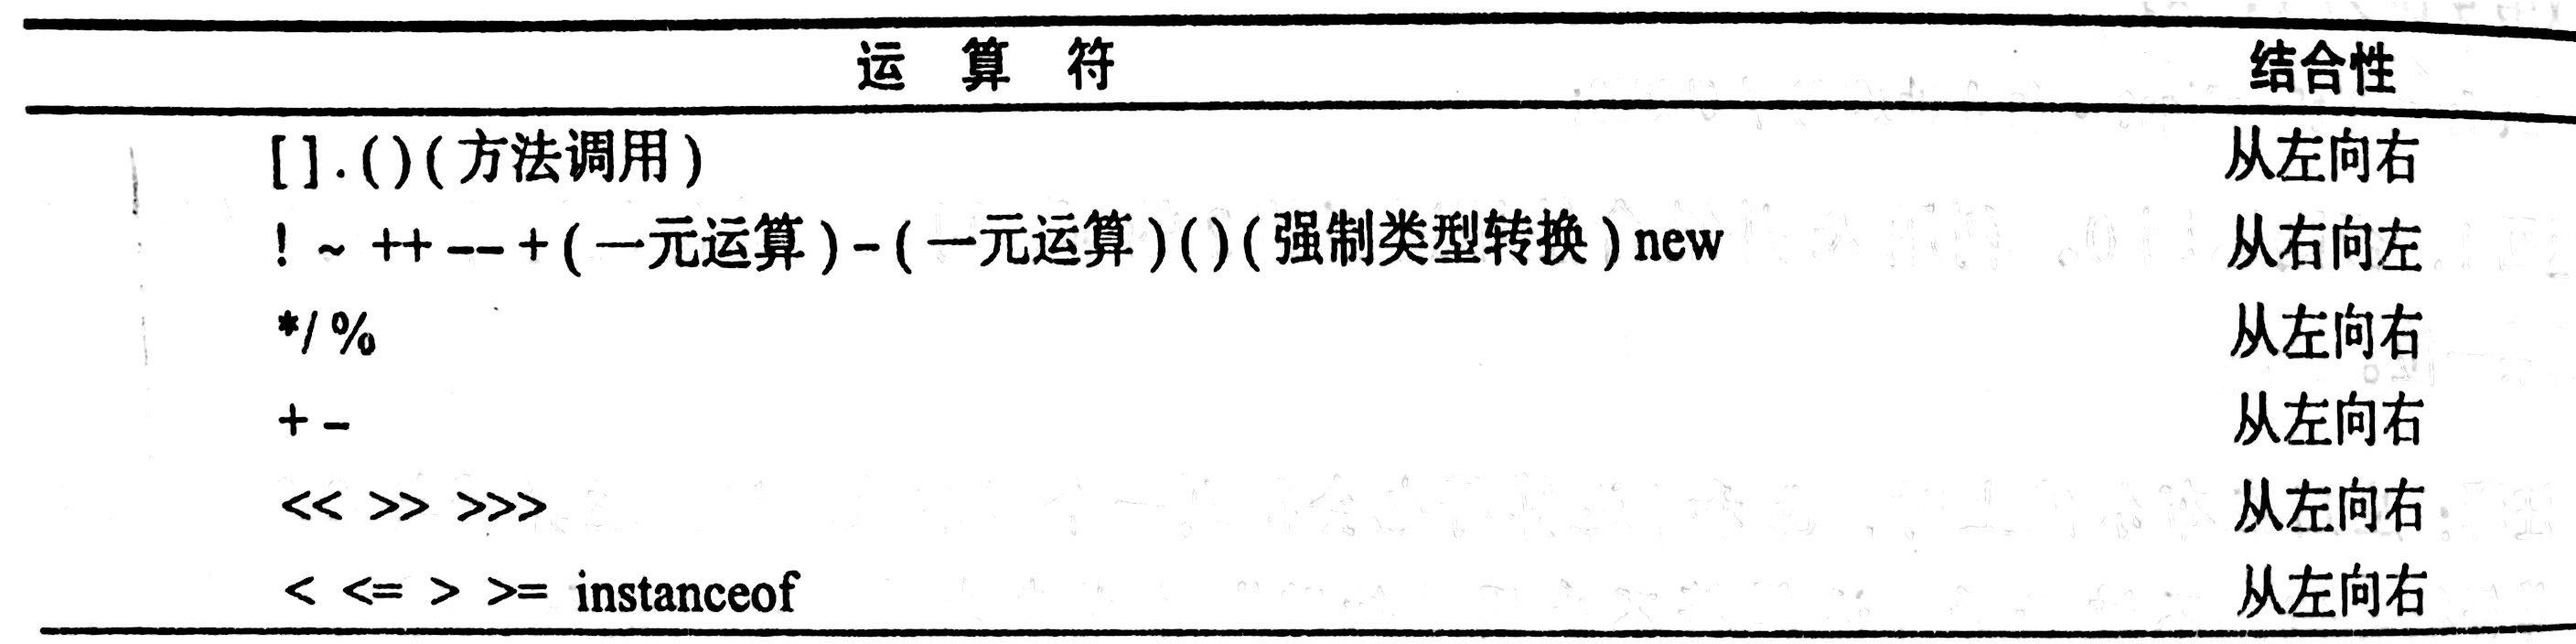 运 算 符 结合性
[].()(方法调用) 从左向右
! ~ ++ -- +(一元运算)-(一元运算)()(强制类型转换)new 从右向左
*/% 从左向右
+ - 从左向右
<< >> >>> 从左向右
< <= > >= instanceof 从左向右